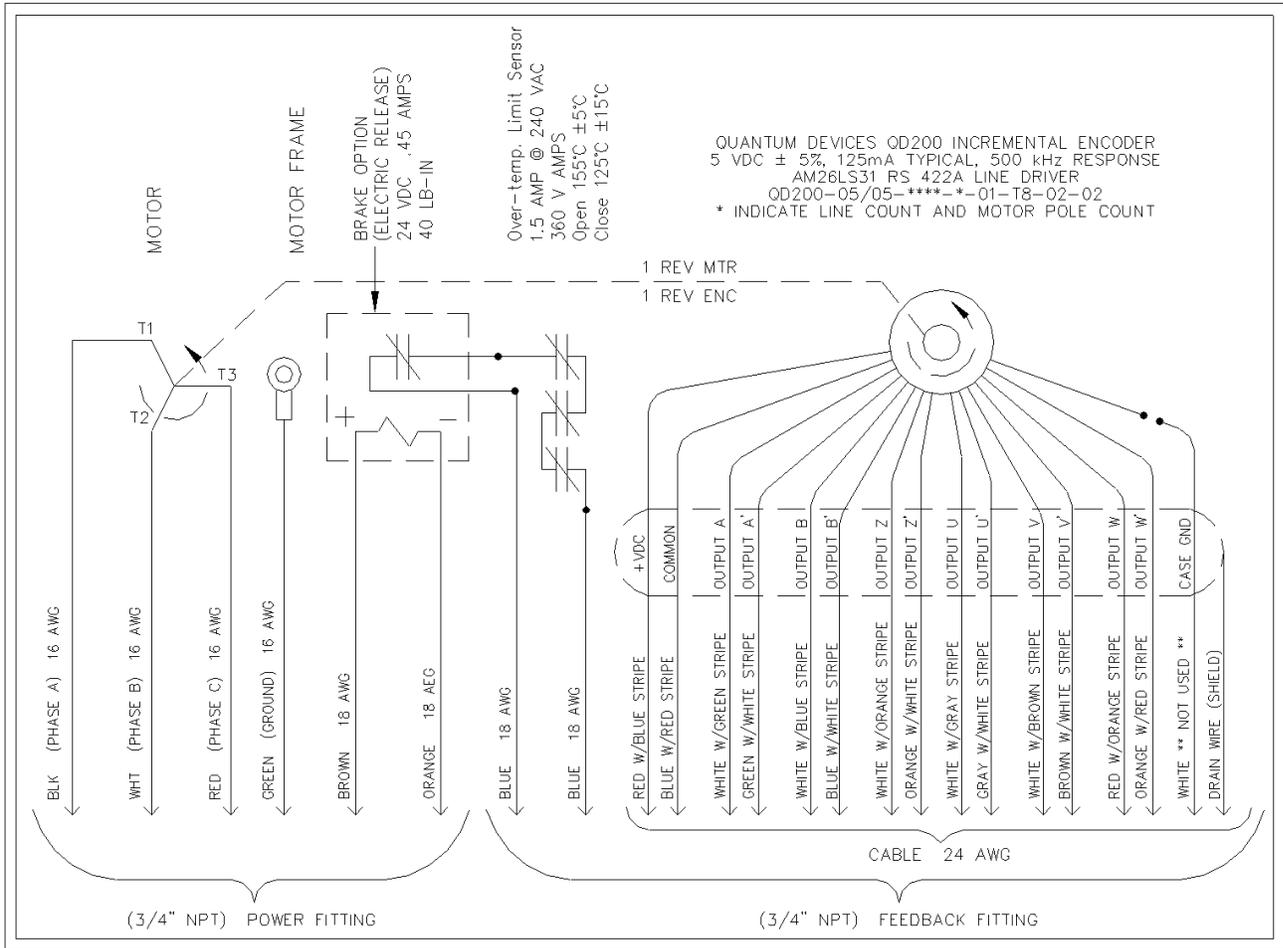 MOTOR
MOTOR FRAME
BRAKE OPTION
(ELECTRIC RELEASE)
24 VDC .45 AMPS
40 LB-IN
Over-temp. Limit Sensor
1.5 AMP @ 240 VAC
360 V AMPS
Open 155°C ±5°C
Close 125°C ±15°C
QUANTUM DEVICES QD200 INCREMENTAL ENCODER
5 VDC ± 5%, 125mA TYPICAL, 500 kHz RESPONSE
AM26LS31 RS 422A LINE DRIVER
QD200-05/05-****-*-01-T8-02-02
* INDICATE LINE COUNT AND MOTOR POLE COUNT
1 REV MTR
1 REV ENC
T1
T3
T2
+ −
+VDC
COMMON
OUTPUT A
OUTPUT A'
OUTPUT B
OUTPUT B'
OUTPUT Z
OUTPUT Z'
OUTPUT U
OUTPUT U'
OUTPUT V
OUTPUT V'
OUTPUT W
OUTPUT W'
CASE GND
BLK (PHASE A) 16 AWG
WHT (PHASE B) 16 AWG
RED (PHASE C) 16 AWG
GREEN (GROUND) 16 AWG
BROWN 18 AWG
ORANGE 18 AEG
BLUE 18 AWG
BLUE 18 AWG
RED W/BLUE STRIPE
BLUE W/RED STRIPE
WHITE W/GREEN STRIPE
GREEN W/WHITE STRIPE
WHITE W/BLUE STRIPE
BLUE W/WHITE STRIPE
WHITE W/ORANGE STRIPE
ORANGE W/WHITE STRIPE
WHITE W/GRAY STRIPE
GRAY W/WHITE STRIPE
WHITE W/BROWN STRIPE
BROWN W/WHITE STRIPE
RED W/ORANGE STRIPE
ORANGE W/RED STRIPE
WHITE ** NOT USED **
DRAIN WIRE (SHIELD)
CABLE 24 AWG
(3/4" NPT) POWER FITTING
(3/4" NPT) FEEDBACK FITTING